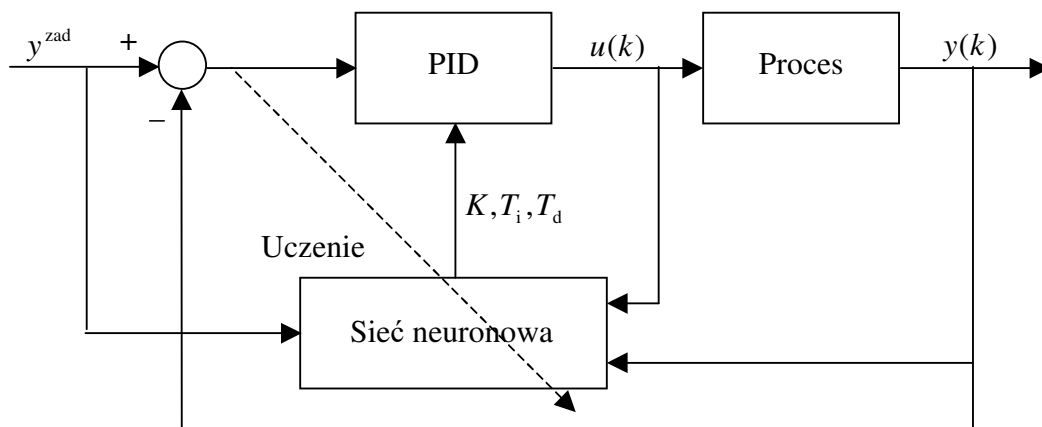 y^zad
+
PID
u(k)
Proces
y(k)
−
K, T_i, T_d
Uczenie
Sieć neuronowa